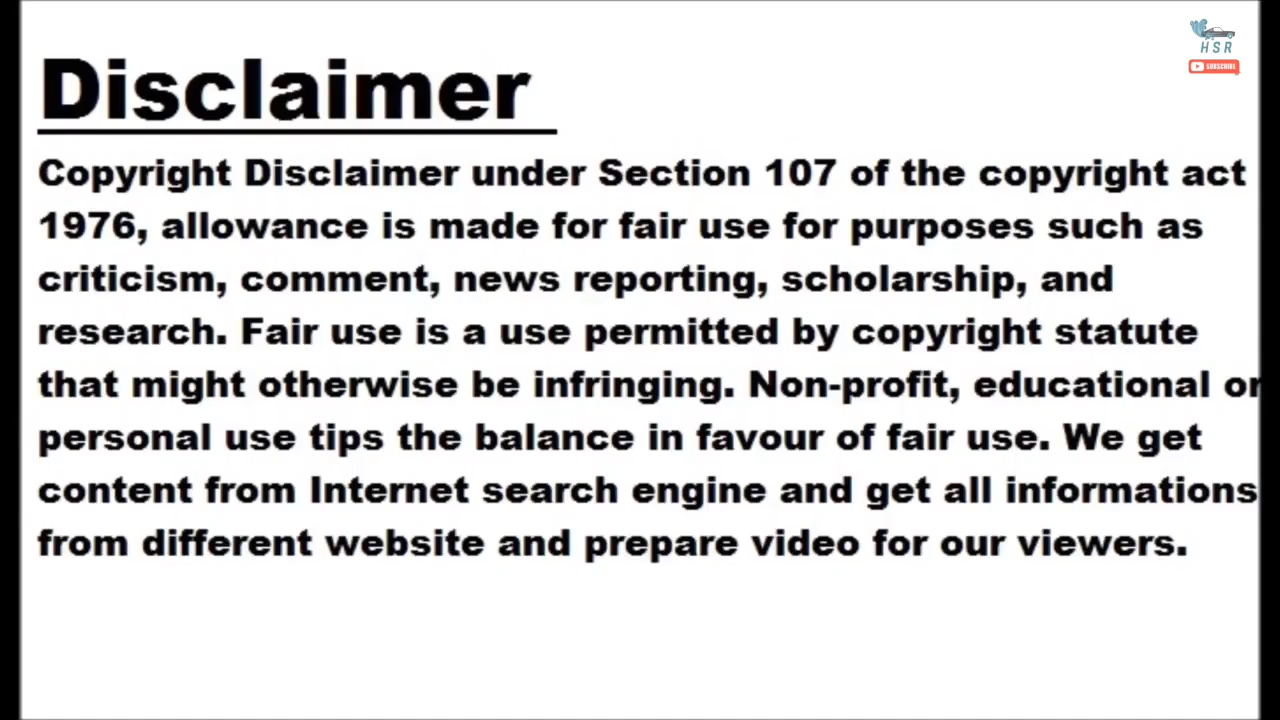 HSR
SUBSCRIBE
Disclaimer
Copyright Disclaimer under Section 107 of the copyright act
1976, allowance is made for fair use for purposes such as
criticism, comment, news reporting, scholarship, and
research. Fair use is a use permitted by copyright statute
that might otherwise be infringing. Non-profit, educational or
personal use tips the balance in favour of fair use. We get
content from Internet search engine and get all informations
from different website and prepare video for our viewers.